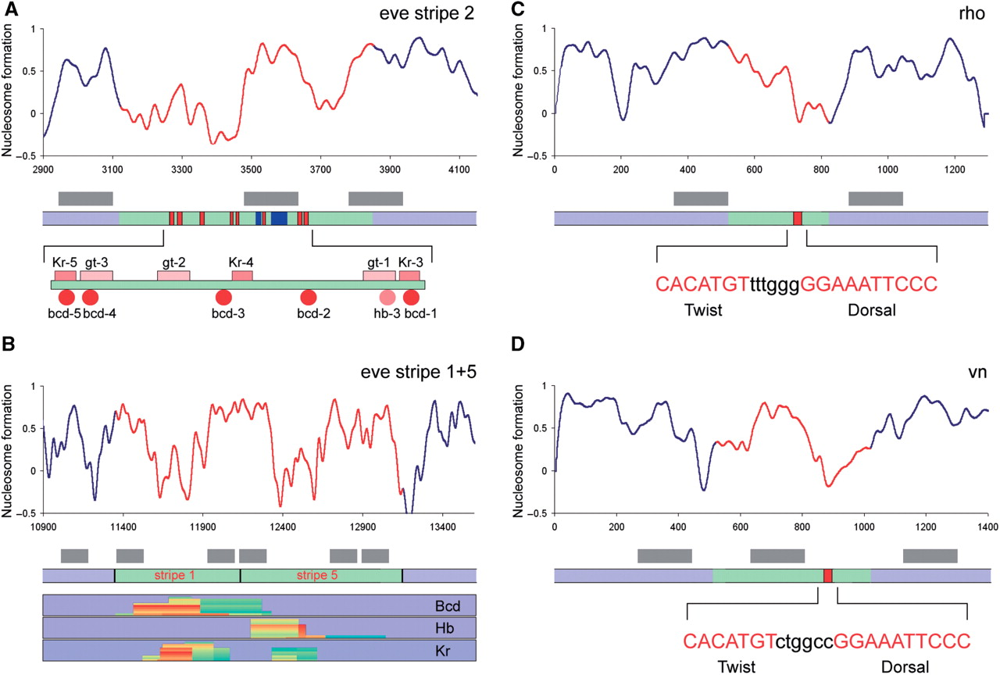 A
eve stripe 2
Nucleosome formation
1
0.5
0
–0.5
2900 3100 3300 3500 3700 3900 4100
Kr-5 gt-3 gt-2 Kr-4 gt-1 Kr-3
bcd-5 bcd-4 bcd-3 bcd-2 hb-3 bcd-1
B
eve stripe 1+5
Nucleosome formation
1
0.5
0
–0.5
10900 11400 11900 12400 12900 13400
stripe 1 stripe 5
Bcd
Hb
Kr
C
rho
Nucleosome formation
1
0.5
0
–0.5
0 200 400 600 800 1000 1200
CACATGTtttgggGGAAATTCCC
Twist Dorsal
D
vn
Nucleosome formation
1
0.5
0
–0.5
0 200 400 600 800 1000 1200 1400
CACATGTctggccGGAAATTCCC
Twist Dorsal